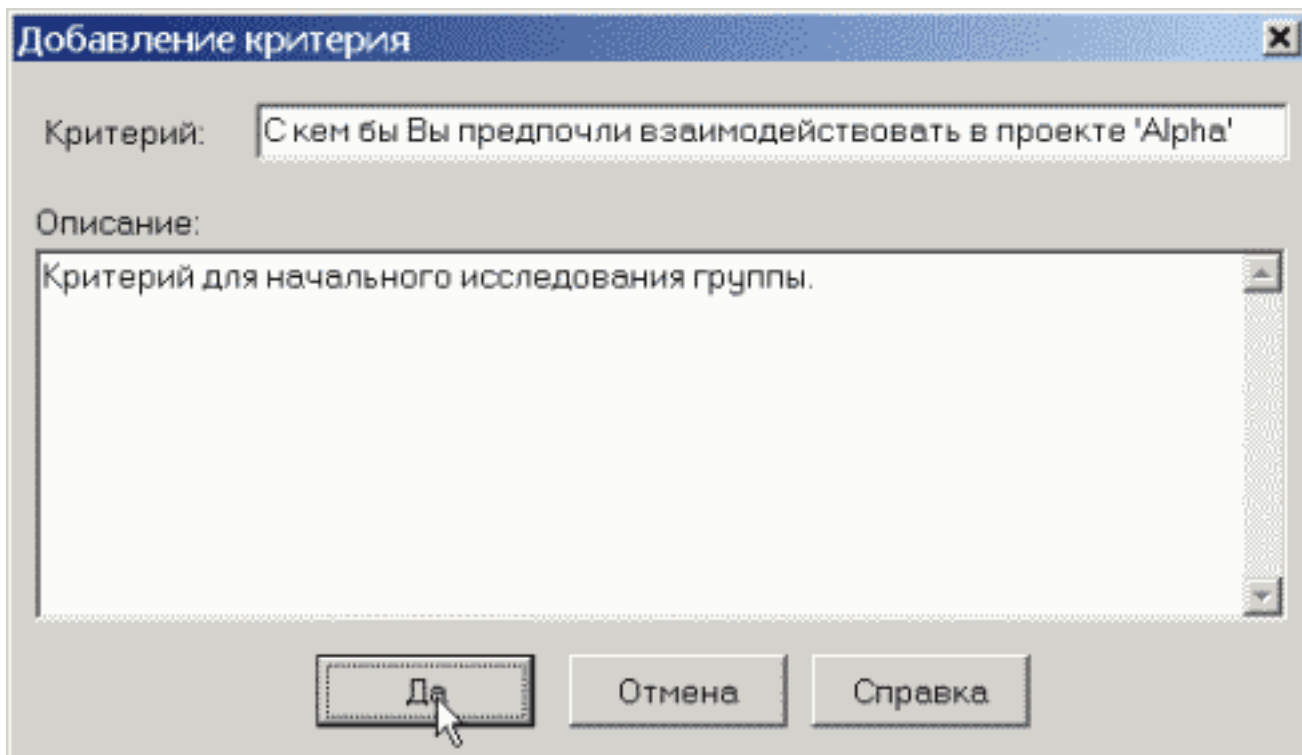 Добавление критерия
Критерий: С кем бы Вы предпочли взаимодействовать в проекте 'Alpha'
Описание:
Критерий для начального исследования группы.
Да Отмена Справка